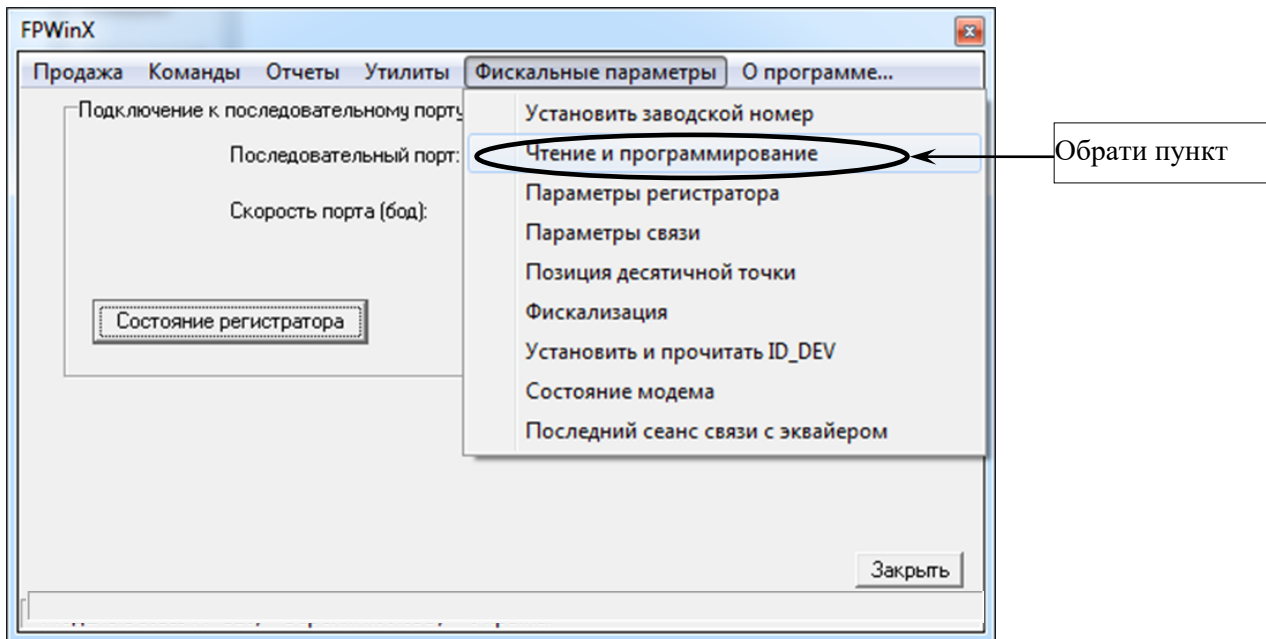 FPWinX
Продажа Команды Отчеты Утилиты Фискальные параметры О программе...
Подключение к последовательному порту
Последовательный порт:
Скорость порта (бод):
Состояние регистратора
Установить заводской номер
Чтение и программирование
Параметры регистратора
Параметры связи
Позиция десятичной точки
Фискализация
Установить и прочитать ID_DEV
Состояние модема
Последний сеанс связи с эквайером
Обрати пункт
Закрыть